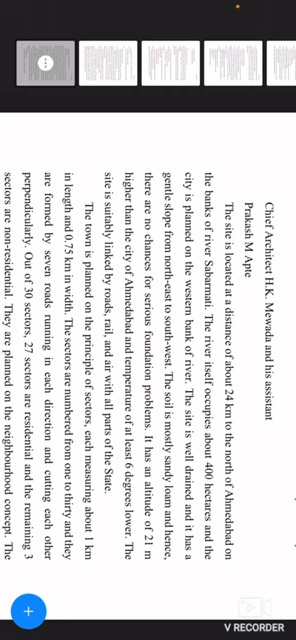 Chief Architect H.K. Mewada and his assistant
Prakash M Apte
The site is located at a distance of about 24 km to the north of Ahmedabad on
the banks of river Sabarmati. The river itself occupies about 400 hectares and the
city is planned on the western bank of river. The site is well drained and it has a
gentle slope from north-east to south-west. The soil is mostly sandy loam and hence,
there are no chances for serious foundation problems. It has an altitude of 21 m
higher than the city of Ahmedabad and temperature of at least 6 degrees lower. The
site is suitably linked by roads, rail, and air with all parts of the State.
The town is planned on the principle of sectors, each measuring about 1 km
in length and 0.75 km in width. The sectors are numbered from one to thirty and they
are formed by seven roads running in each direction and cutting each other
perpendicularly. Out of 30 sectors, 27 sectors are residential and the remaining 3
sectors are non-residential. They are planned on the neighbourhood concept. The
V RECORDER